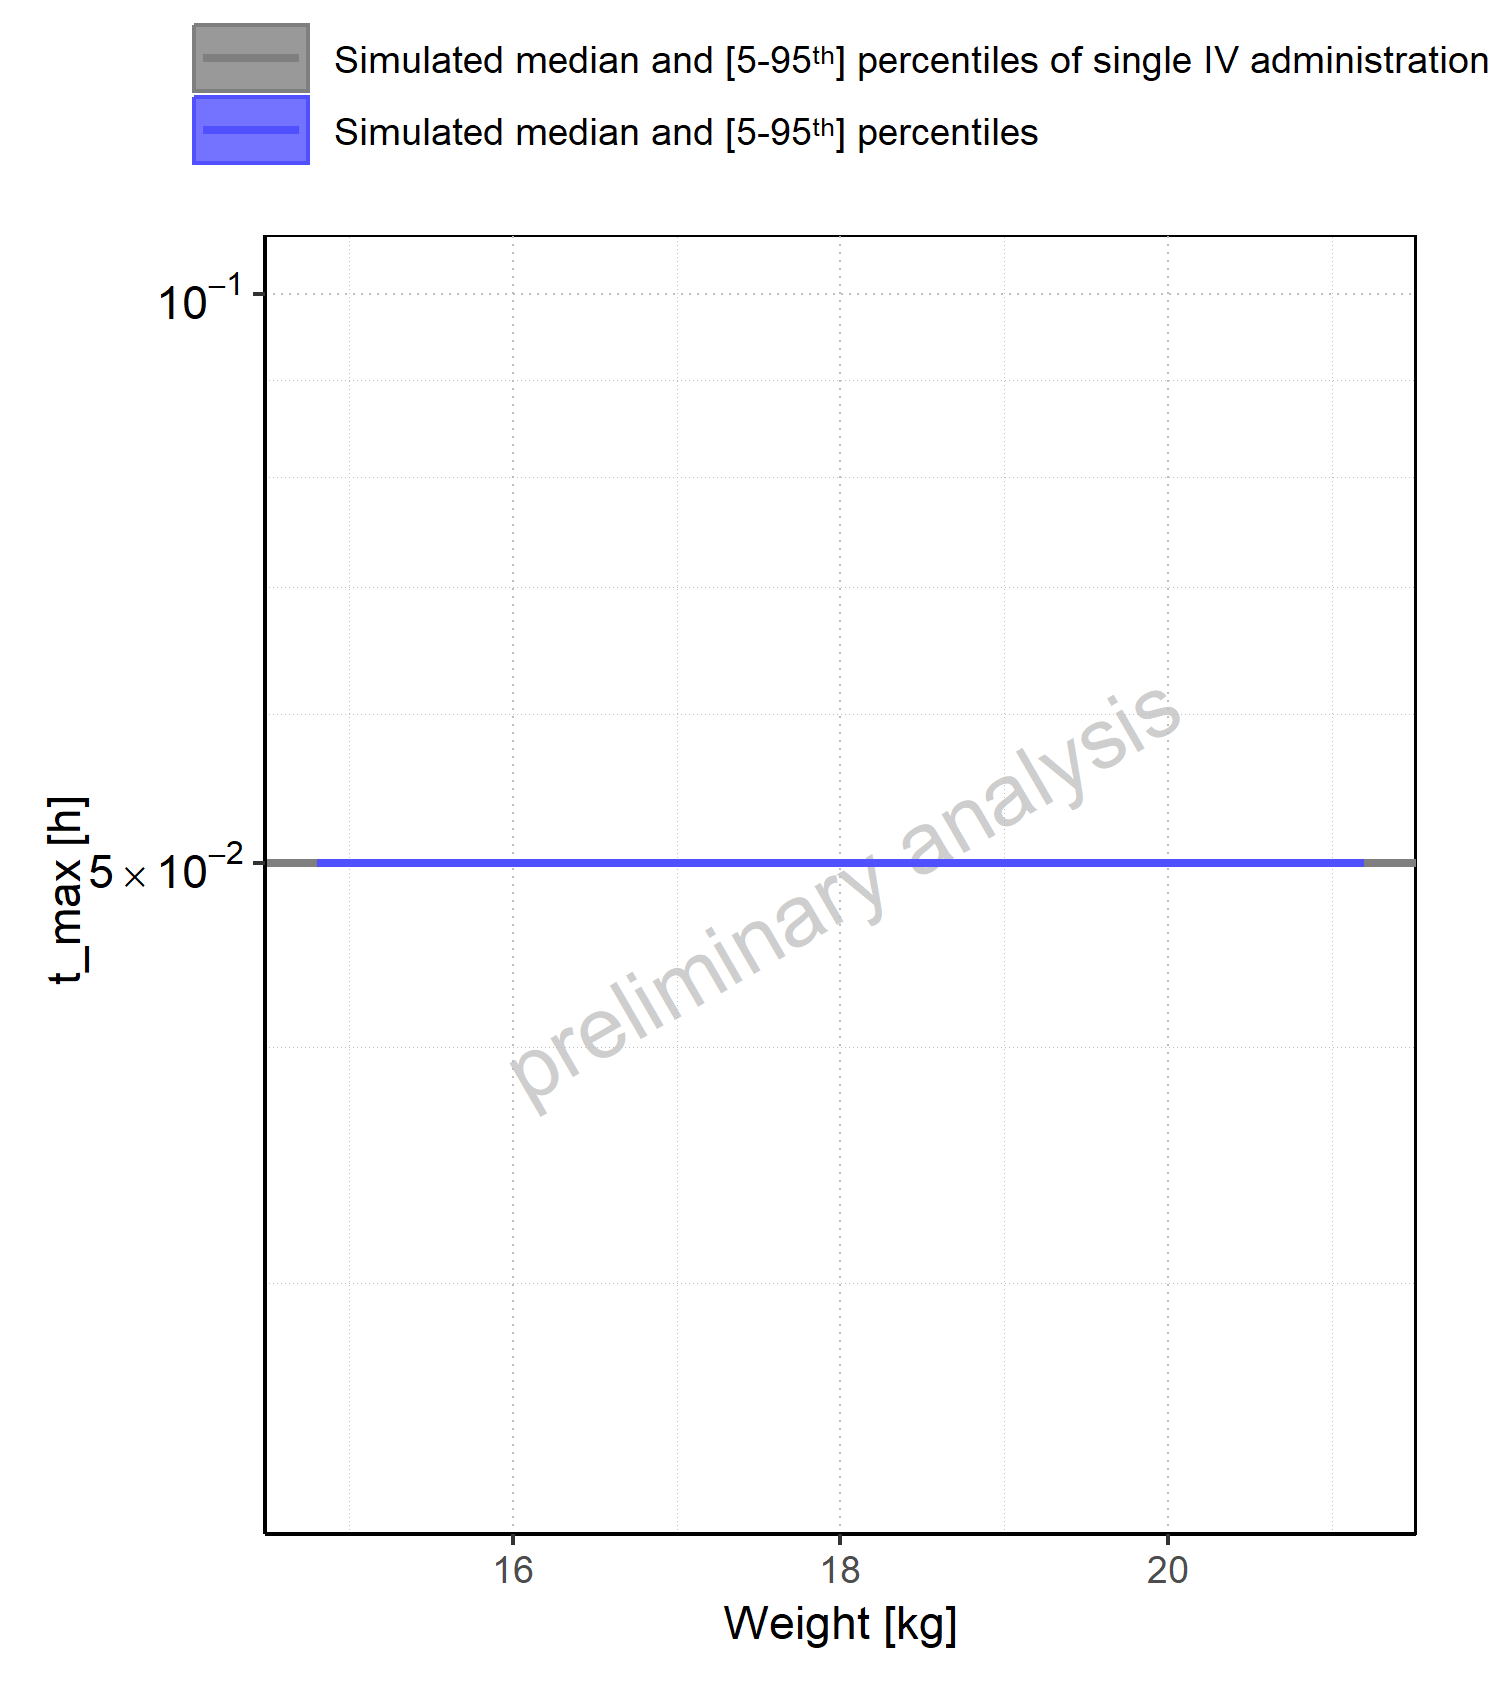 Simulated median and [5-95th] percentiles of single IV administration
Simulated median and [5-95th] percentiles
10⁻¹
5 × 10⁻²
t_max [h]
preliminary analysis
16 18 20
Weight [kg]